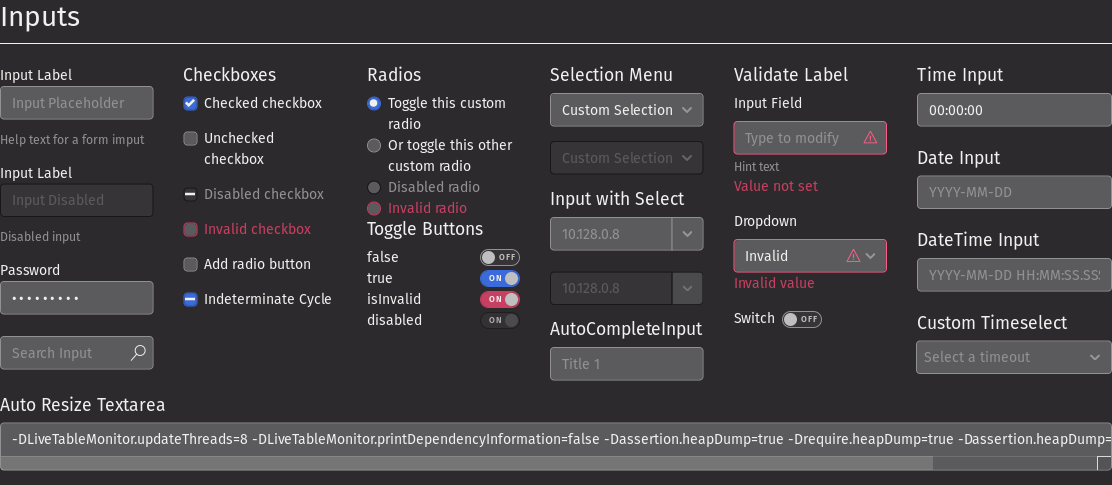 Inputs
Input Label
Input Placeholder
Help text for a form imput
Input Label
Input Disabled
Disabled input
Password
•••••••••
Search Input
Checkboxes
Checked checkbox
Unchecked
checkbox
Disabled checkbox
Invalid checkbox
Add radio button
Indeterminate Cycle
Radios
Toggle this custom
radio
Or toggle this other
custom radio
Disabled radio
Invalid radio
Toggle Buttons
false OFF
true ON
isInvalid ON
disabled ON
Selection Menu
Custom Selection
Custom Selection
Input with Select
10.128.0.8
10.128.0.8
AutoCompleteInput
Title 1
Validate Label
Input Field
Type to modify
Hint text
Value not set
Dropdown
Invalid
Invalid value
Switch OFF
Time Input
00:00:00
Date Input
YYYY-MM-DD
DateTime Input
YYYY-MM-DD HH:MM:SS.SS
Custom Timeselect
Select a timeout
Auto Resize Textarea
-DLiveTableMonitor.updateThreads=8 -DLiveTableMonitor.printDependencyInformation=false -Dassertion.heapDump=true -Drequire.heapDump=true -Dassertion.heapDump=